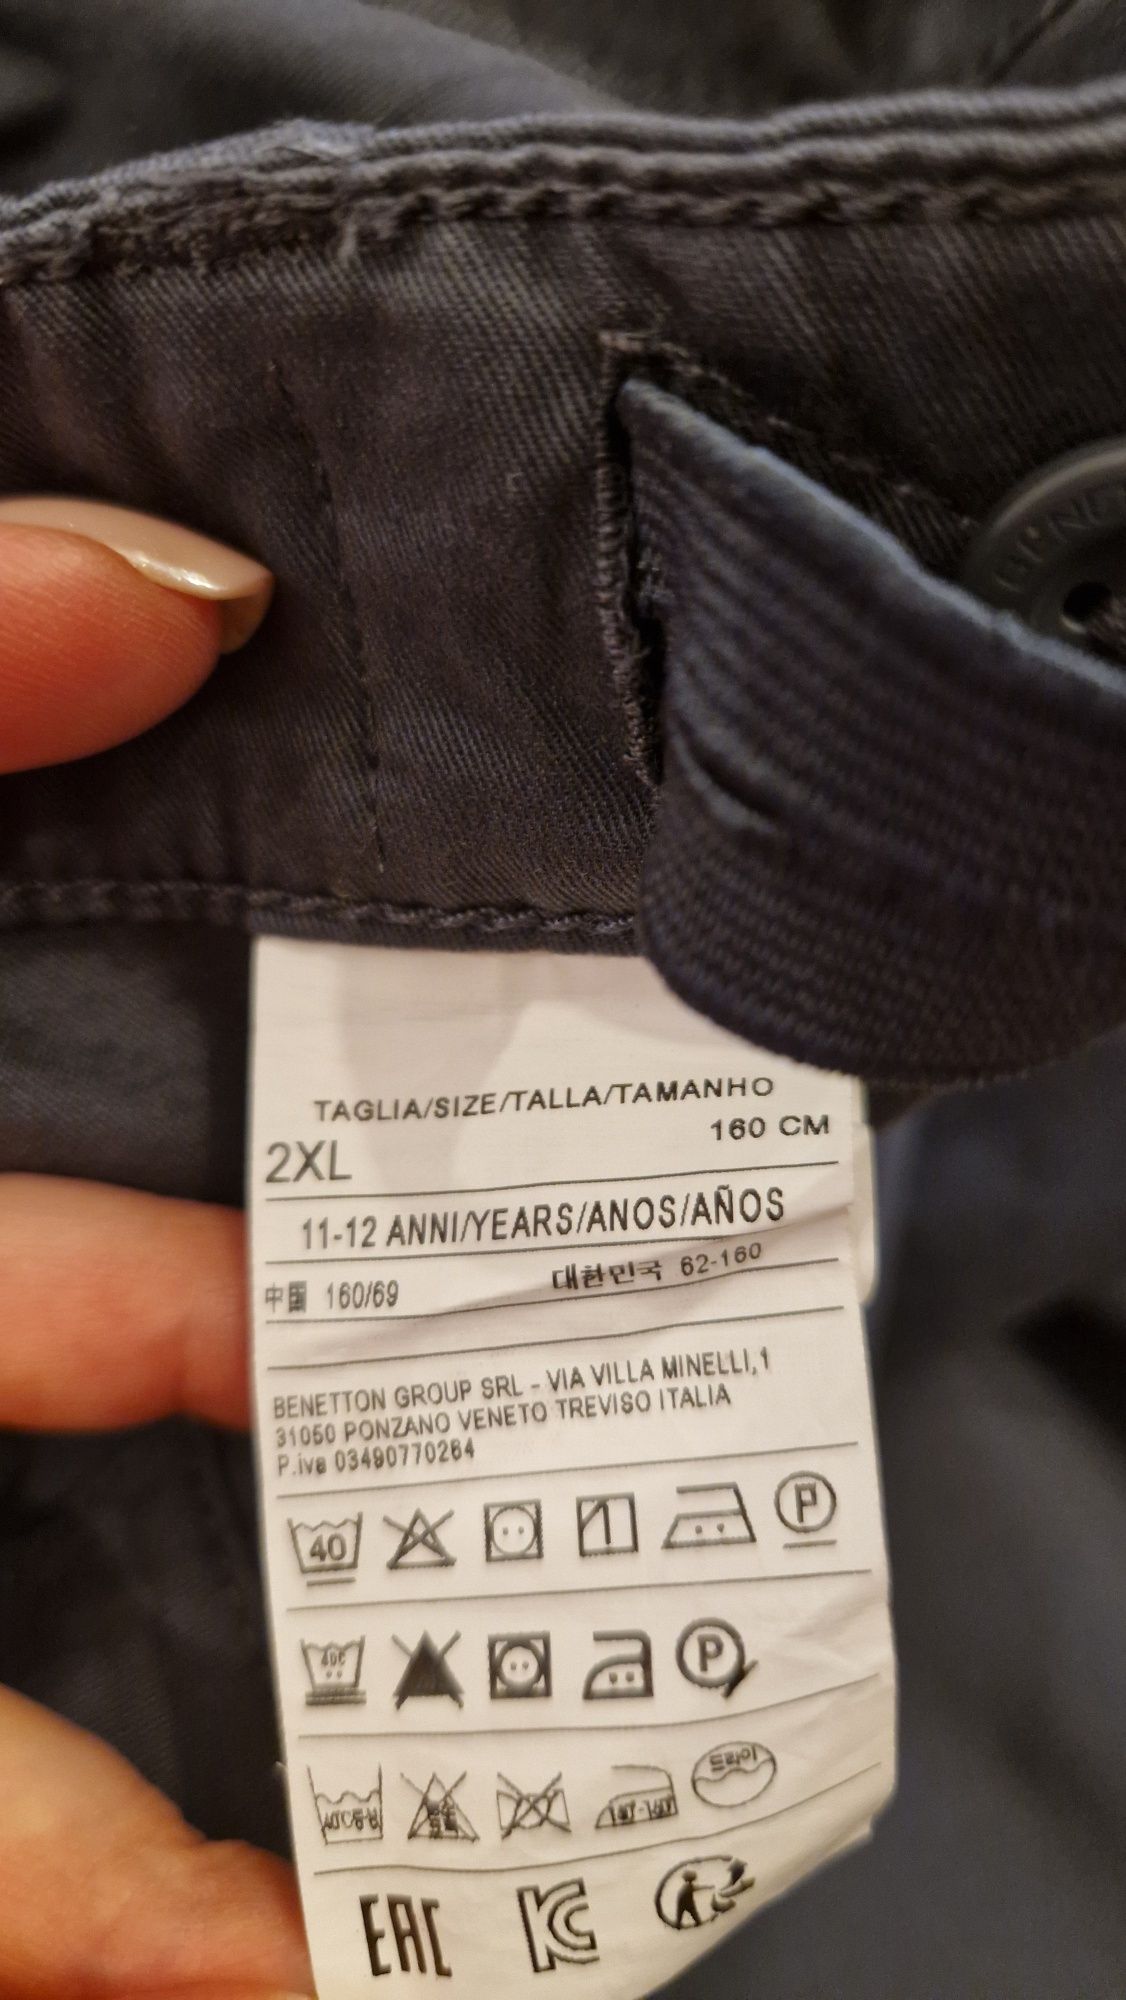 TAGLIA/SIZE/TALLA/TAMANHO
2XL 160 CM
11-12 ANNI/YEARS/ANOS/AÑOS
中国 160/69 대한민국 62-160
BENETTON GROUP SRL - VIA VILLA MINELLI,1
31050 PONZANO VENETO TREVISO ITALIA
P.iva 03490770264
40 P
40C P
드라이
EAC KC